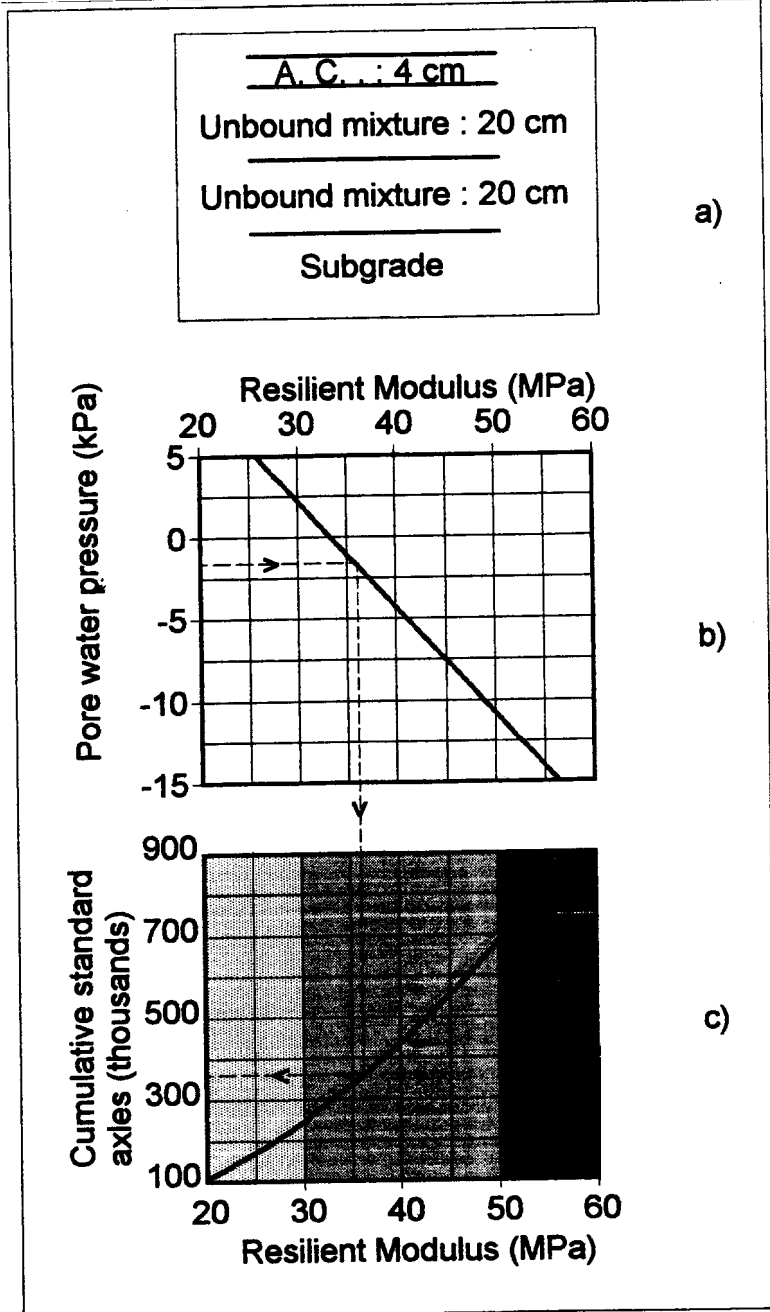 A. C. . : 4 cm
Unbound mixture : 20 cm
Unbound mixture : 20 cm
Subgrade
a)
Resilient Modulus (MPa)
20 30 40 50 60
Pore water pressure (kPa)
5
0
-5
-10
-15
b)
Cumulative standard
axles (thousands)
900
700
500
300
100
c)
20 30 40 50 60
Resilient Modulus (MPa)